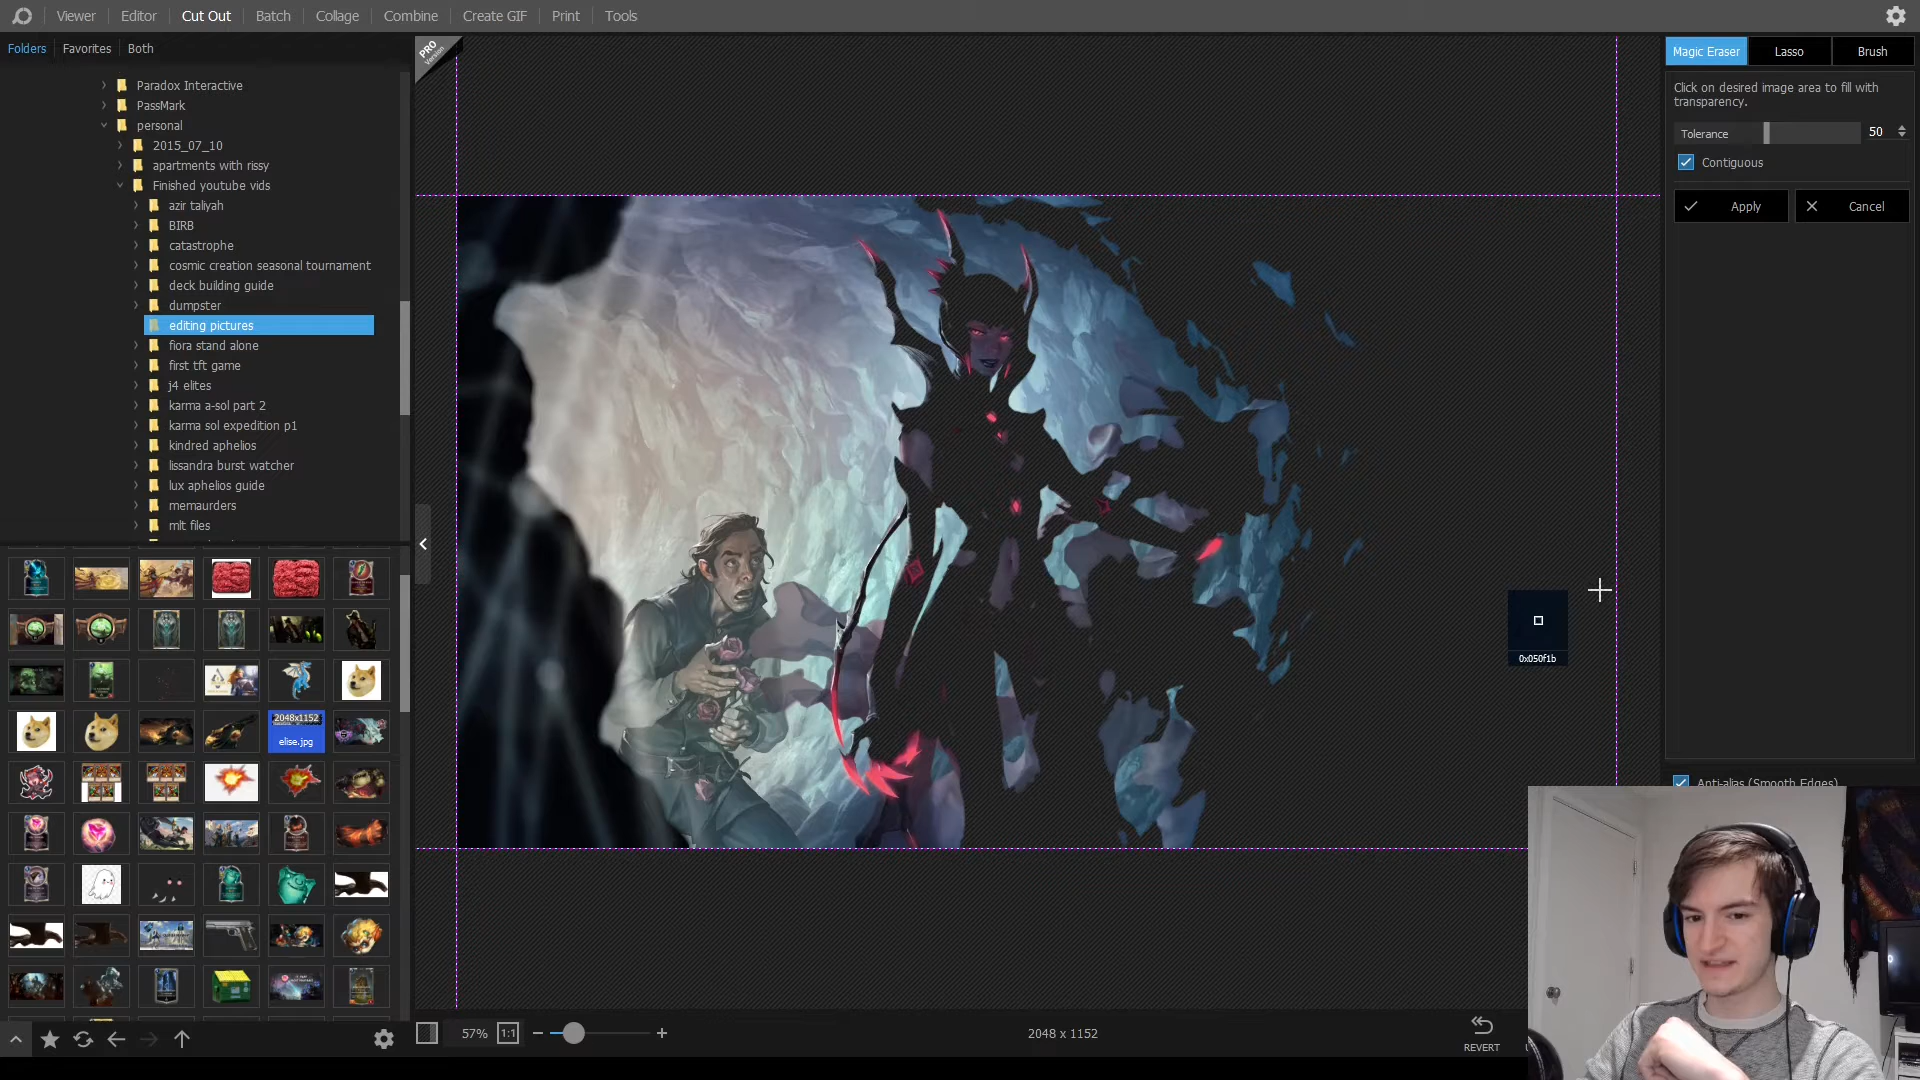 Viewer Editor Cut Out Batch Collage Combine Create GIF Print Tools
Folders Favorites Both
PRO
Version
Magic Eraser Lasso Brush
Click on desired image area to fill with
transparency.
Tolerance 50
Contiguous
Apply Cancel
Paradox Interactive
PassMark
personal
2015_07_10
apartments with rissy
Finished youtube vids
azir taliyah
BIRB
catastrophe
cosmic creation seasonal tournament
deck building guide
dumpster
editing pictures
fiora stand alone
first tft game
j4 elites
karma a-sol part 2
karma sol expedition p1
kindred aphelios
lissandra burst watcher
lux aphelios guide
memaurders
mlt files
0x050f1b
2048x1152
elise.jpg
Anti-alias (Smooth Edges)
57% 1:1
2048 x 1152
REVERT